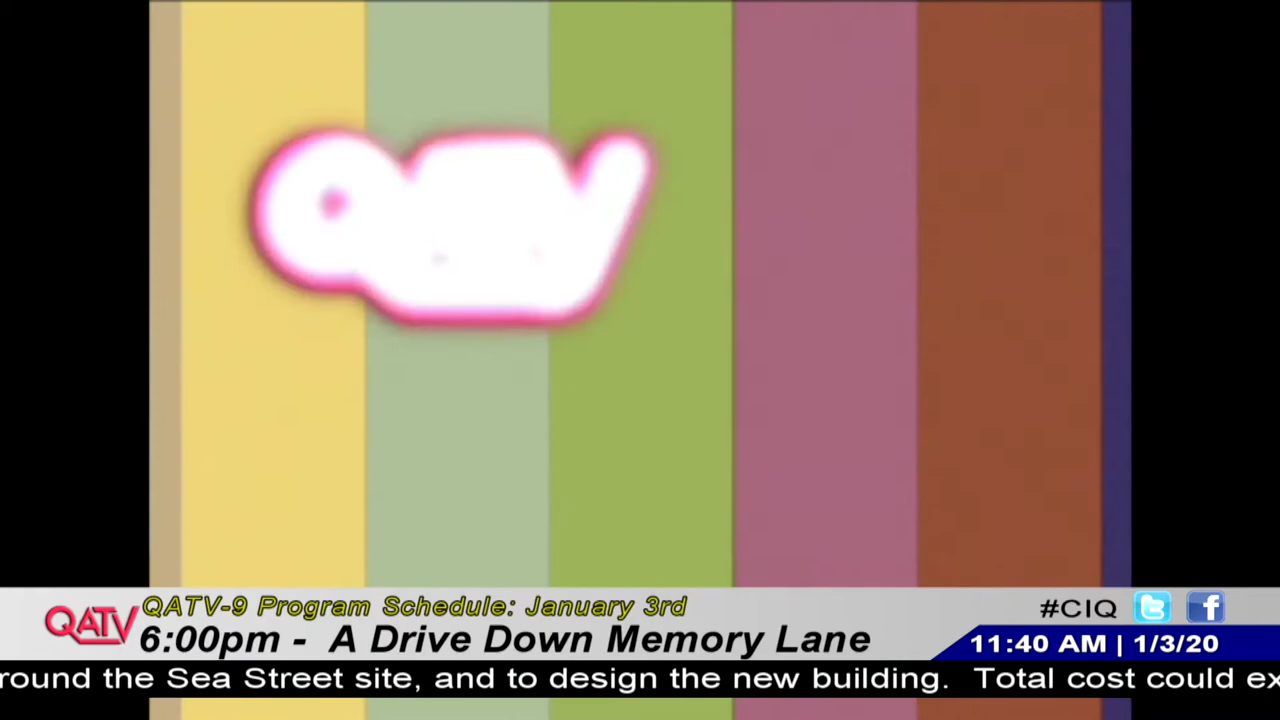 QATV
QATV QATV-9 Program Schedule: January 3rd
6:00pm - A Drive Down Memory Lane
#CIQ
11:40 AM | 1/3/20
round the Sea Street site, and to design the new building. Total cost could ex